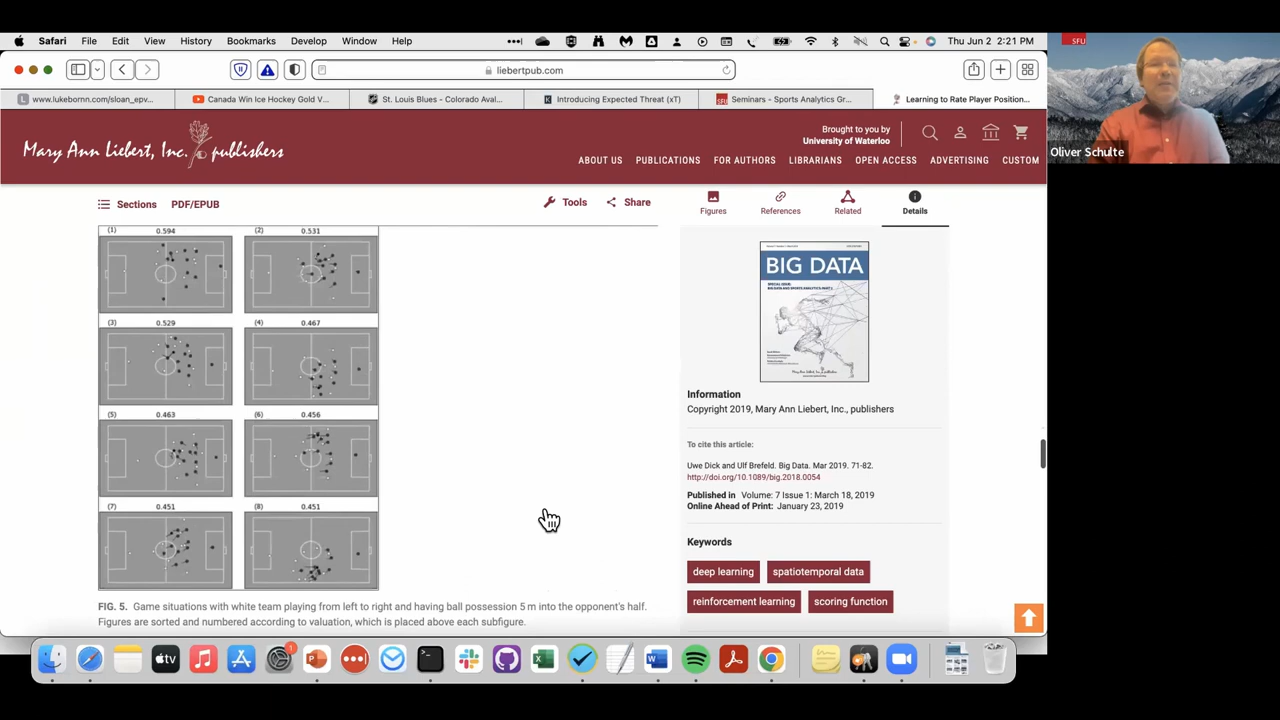 Safari File Edit View History Bookmarks Develop Window Help Thu Jun 2 2:21 PM
liebertpub.com
www.lukebornn.com/sloan_epv... Canada Win Ice Hockey Gold V... St. Louis Blues - Colorado Aval... Introducing Expected Threat (xT) Seminars - Sports Analytics Gr... Learning to Rate Player Position...
SFU
Oliver Schulte
Mary Ann Liebert, Inc. publishers
Brought to you by
University of Waterloo
ABOUT US PUBLICATIONS FOR AUTHORS LIBRARIANS OPEN ACCESS ADVERTISING CUSTOM
Sections PDF/EPUB Tools Share
Figures References Related Details
(1) 0.594 (2) 0.531
(3) 0.529 (4) 0.467
(5) 0.463 (6) 0.456
(7) 0.451 (8) 0.451
FIG. 5. Game situations with white team playing from left to right and having ball possession 5 m into the opponent's half.
Figures are sorted and numbered according to valuation, which is placed above each subfigure.
BIG DATA
Information
Copyright 2019, Mary Ann Liebert, Inc., publishers
To cite this article:
Uwe Dick and Ulf Brefeld. Big Data. Mar 2019. 71-82.
http://doi.org/10.1089/big.2018.0054
Published in Volume: 7 Issue 1: March 18, 2019
Online Ahead of Print: January 23, 2019
Keywords
deep learning spatiotemporal data
reinforcement learning scoring function
tv
1